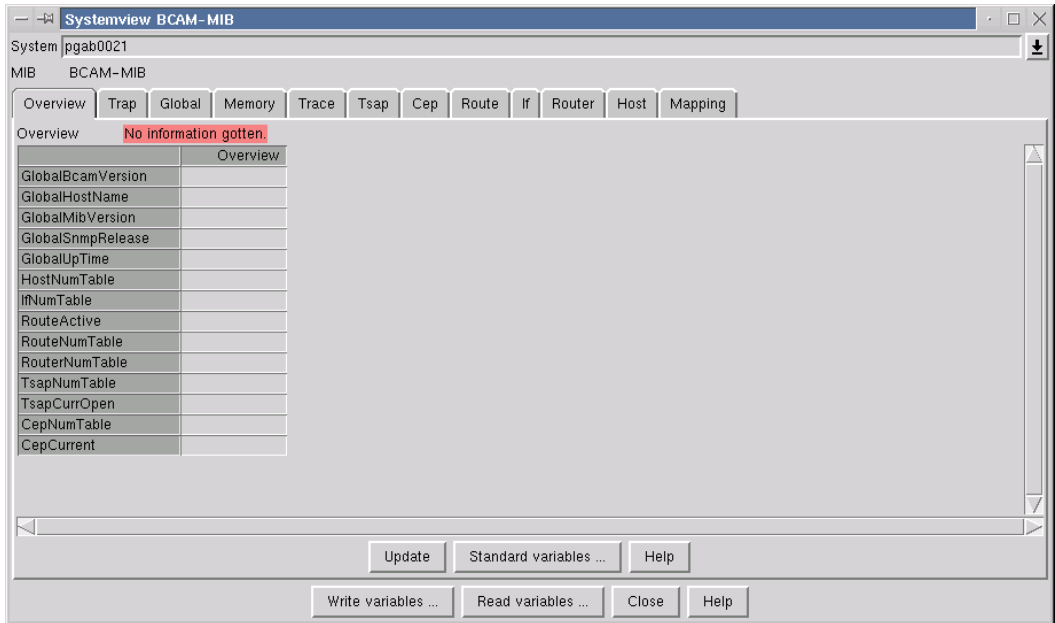 Systemview BCAM-MIB
System pgab0021
MIB BCAM-MIB
Overview Trap Global Memory Trace Tsap Cep Route If Router Host Mapping
Overview No information gotten.
Overview
GlobalBcamVersion
GlobalHostName
GlobalMibVersion
GlobalSnmpRelease
GlobalUpTime
HostNumTable
IfNumTable
RouteActive
RouteNumTable
RouterNumTable
TsapNumTable
TsapCurrOpen
CepNumTable
CepCurrent
Update Standard variables ... Help
Write variables ... Read variables ... Close Help